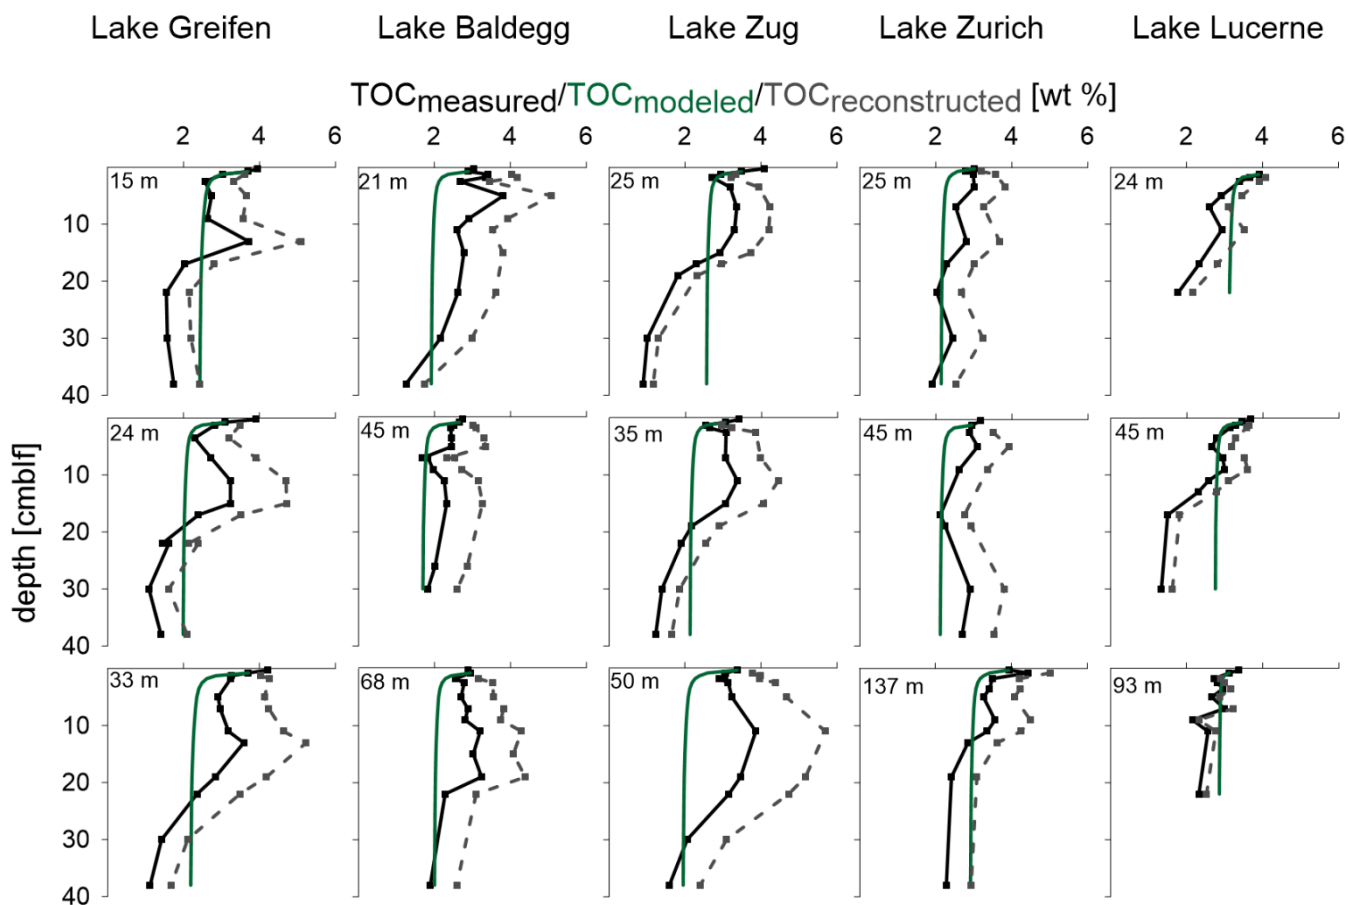 Lake Greifen Lake Baldegg Lake Zug Lake Zurich Lake Lucerne
TOCmeasured/TOCmodeled/TOCreconstructed [wt %]
2 4 6 2 4 6 2 4 6 2 4 6 2 4 6
15 m 21 m 25 m 25 m 24 m
10
20
30
40
24 m 45 m 35 m 45 m 45 m
10
20
30
40
33 m 68 m 50 m 137 m 93 m
10
20
30
40
depth [cmblf]